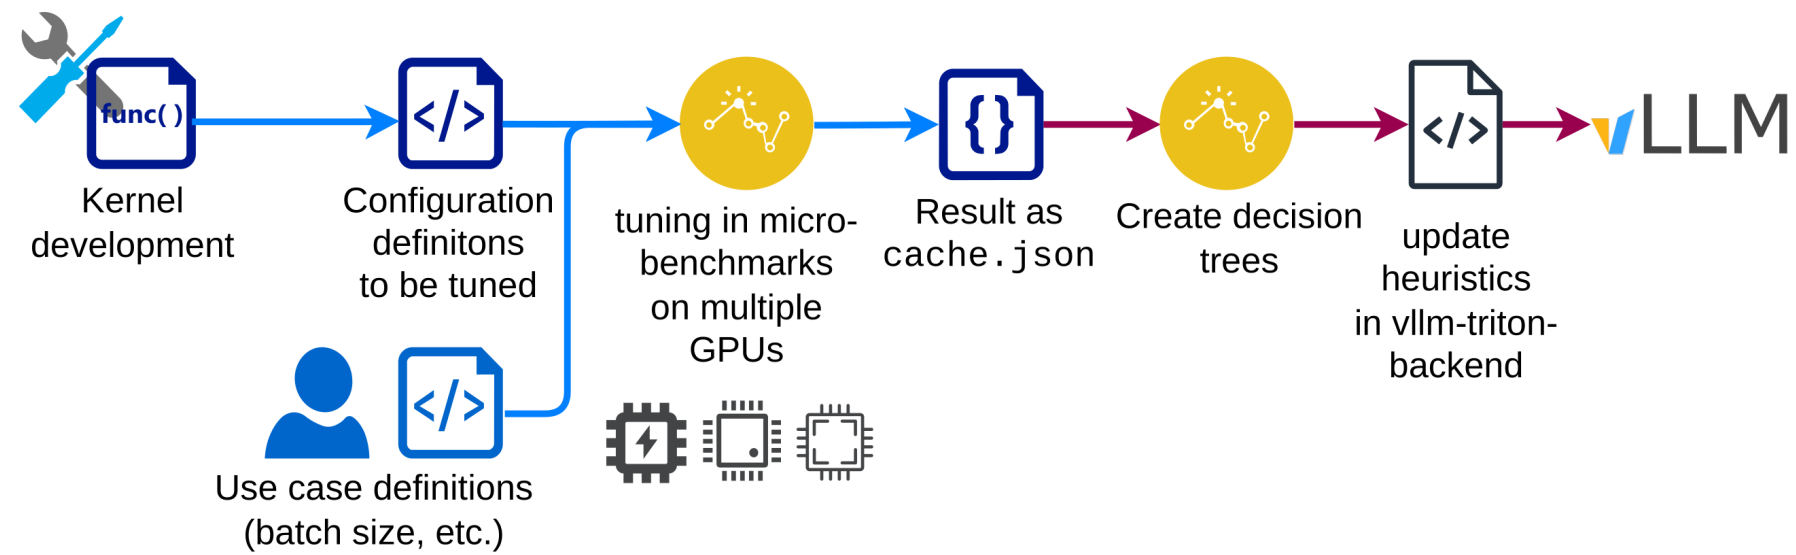 func()
Kernel
development
</>
Configuration
definitons
to be tuned
</>
Use case definitions
(batch size, etc.)
tuning in micro-
benchmarks
on multiple
GPUs
{}
Result as
cache.json
Create decision
trees
</>
update
heuristics
in vllm-triton-
backend
vLLM